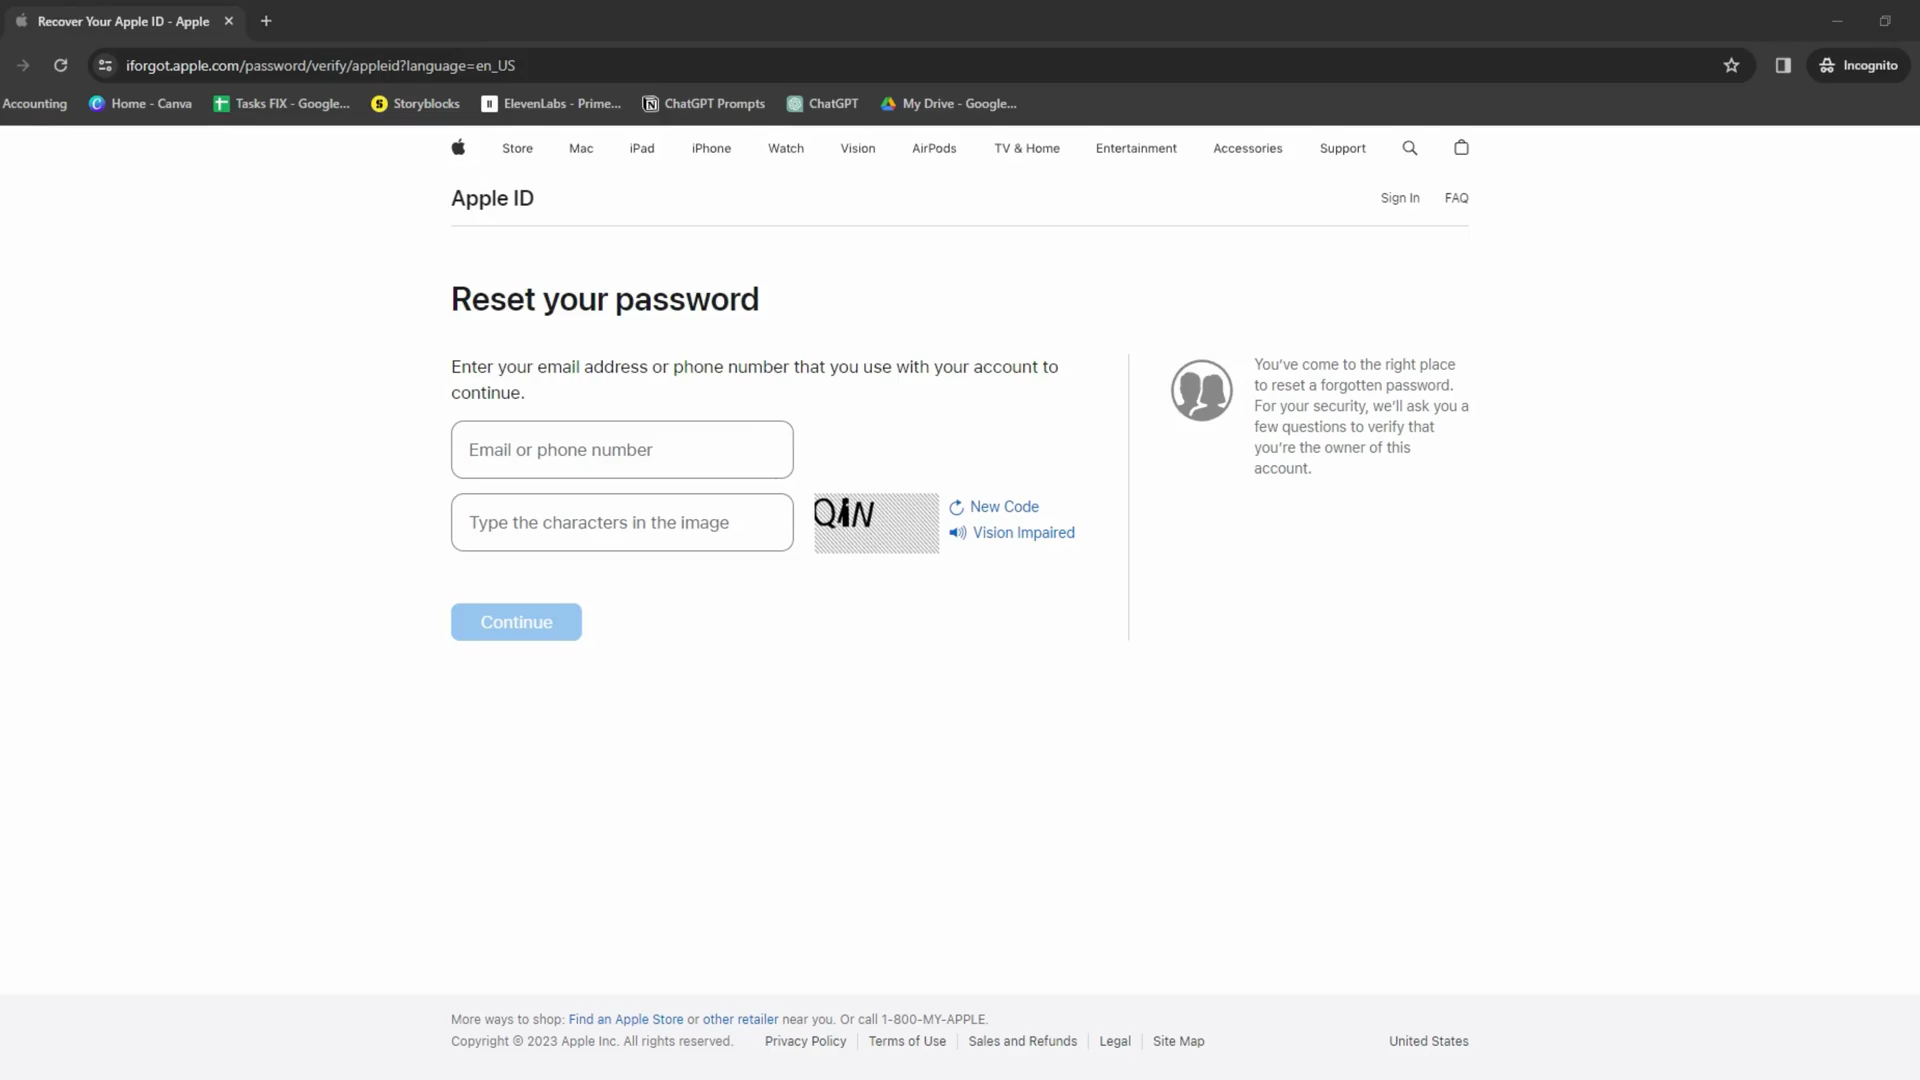 Recover Your Apple ID - Apple
iforgot.apple.com/password/verify/appleid?language=en_US
Incognito
Accounting
Home - Canva
Tasks FIX - Google...
Storyblocks
ElevenLabs - Prime...
ChatGPT Prompts
ChatGPT
My Drive - Google...
Store
Mac
iPad
iPhone
Watch
Vision
AirPods
TV & Home
Entertainment
Accessories
Support
Apple ID
Sign In
FAQ
Reset your password
Enter your email address or phone number that you use with your account to
continue.
Email or phone number
Type the characters in the image
New Code
Vision Impaired
Continue
You've come to the right place
to reset a forgotten password.
For your security, we'll ask you a
few questions to verify that
you're the owner of this
account.
More ways to shop: Find an Apple Store or other retailer near you. Or call 1-800-MY-APPLE.
Copyright © 2023 Apple Inc. All rights reserved.
Privacy Policy
Terms of Use
Sales and Refunds
Legal
Site Map
United States